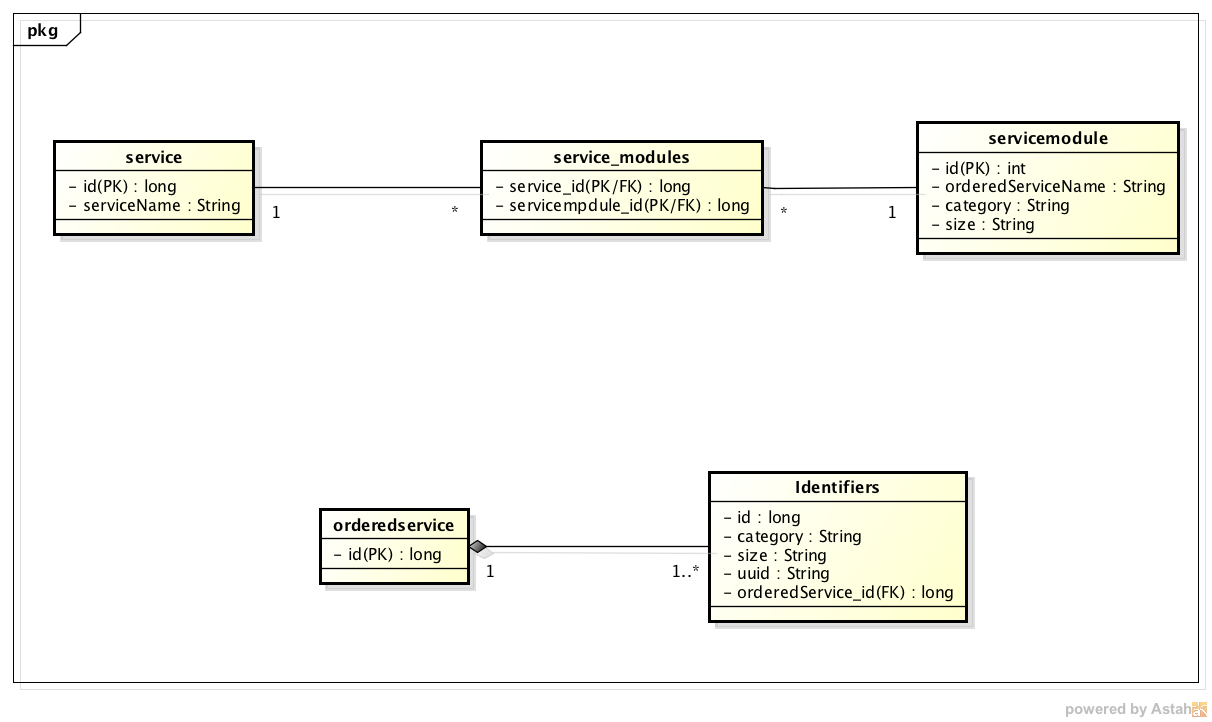 pkg
service
- id(PK) : long
- serviceName : String
1
*
service_modules
- service_id(PK/FK) : long
- servicempdule_id(PK/FK) : long
*
1
servicemodule
- id(PK) : int
- orderedServiceName : String
- category : String
- size : String
orderedservice
- id(PK) : long
1
1..*
Identifiers
- id : long
- category : String
- size : String
- uuid : String
- orderedService_id(FK) : long
powered by Astah